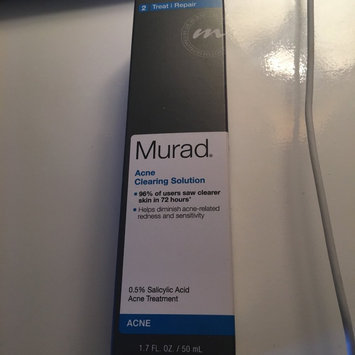 2 Treat | Repair
m
Murad®
Acne
Clearing Solution
• 96% of users saw clearer
skin in 72 hours*
• Helps diminish acne-related
redness and sensitivity
0.5% Salicylic Acid
Acne Treatment
ACNE
1.7 FL. OZ. / 50 mL